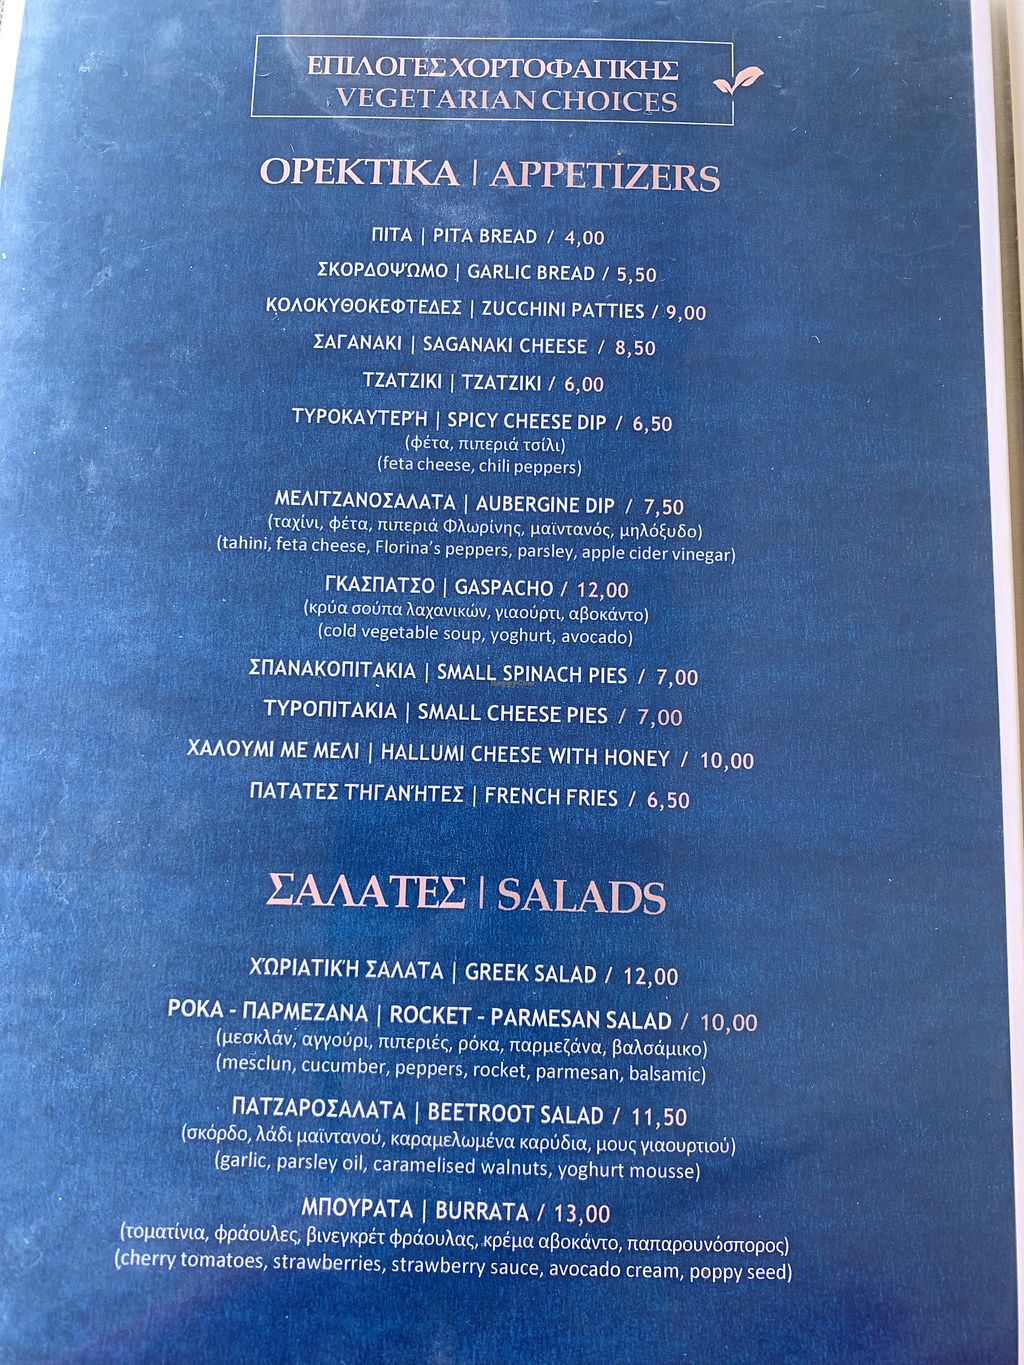 ΕΠΙΛΟΓΕΣ ΧΟΡΤΟΦΑΓΙΚΗΣ
VEGETARIAN CHOICES
ΟΡΕΚΤΙΚΑ | APPETIZERS
ΠΙΤΑ | PITA BREAD / 4,00
ΣΚΟΡΔΟΨΏΜΟ | GARLIC BREAD / 5,50
ΚΟΛΟΚΥΘΟΚΕΦΤΕΔΕΣ | ZUCCHINI PATTIES / 9,00
ΣΑΓΑΝΑΚΙ | SAGANAKI CHEESE / 8,50
ΤΖΑΤΖΙΚΙ | TZATZIKI / 6,00
ΤΥΡΟΚΑΥΤΕΡΉ | SPICY CHEESE DIP / 6,50
(φέτα, πιπεριά τσίλι)
(feta cheese, chili peppers)
ΜΕΛΙΤΖΑΝΟΣΑΛΑΤΑ | AUBERGINE DIP / 7,50
(ταχίνι, φέτα, πιπεριά Φλωρίνης, μαϊντανός, μηλόξυδο)
(tahini, feta cheese, Florina's peppers, parsley, apple cider vinegar)
ΓΚΑΣΠΑΤΣΟ | GASPACHO / 12,00
(κρύα σούπα λαχανικών, γιαούρτι, αβοκάντο)
(cold vegetable soup, yoghurt, avocado)
ΣΠΑΝΑΚΟΠΙΤΑΚΙΑ | SMALL SPINACH PIES / 7,00
ΤΥΡΟΠΙΤΑΚΙΑ | SMALL CHEESE PIES / 7,00
ΧΑΛΟΥΜΙ ΜΕ ΜΕΛΙ | HALLUMI CHEESE WITH HONEY / 10,00
ΠΑΤΑΤΕΣ ΤΉΓΑΝΉΤΕΣ | FRENCH FRIES / 6,50
ΣΑΛΑΤΕΣ | SALADS
ΧΏΡΙΑΤΙΚΉ ΣΑΛΑΤΑ | GREEK SALAD / 12,00
ΡΟΚΑ - ΠΑΡΜΕΖΑΝΑ | ROCKET - PARMESAN SALAD / 10,00
(μεσκλάν, αγγούρι, πιπεριές, ρόκα, παρμεζάνα, βαλσάμικο)
(mesclun, cucumber, peppers, rocket, parmesan, balsamic)
ΠΑΤΖΑΡΟΣΑΛΑΤΑ | BEETROOT SALAD / 11,50
(σκόρδο, λάδι μαϊντανού, καραμελωμένα καρύδια, μους γιαουρτιού)
(garlic, parsley oil, caramelised walnuts, yoghurt mousse)
ΜΠΟΥΡΑΤΑ | BURRATA / 13,00
(τοματίνια, φράουλες, βινεγκρέτ φράουλας, κρέμα αβοκάντο, παπαρουνόσπορος)
(cherry tomatoes, strawberries, strawberry sauce, avocado cream, poppy seed)